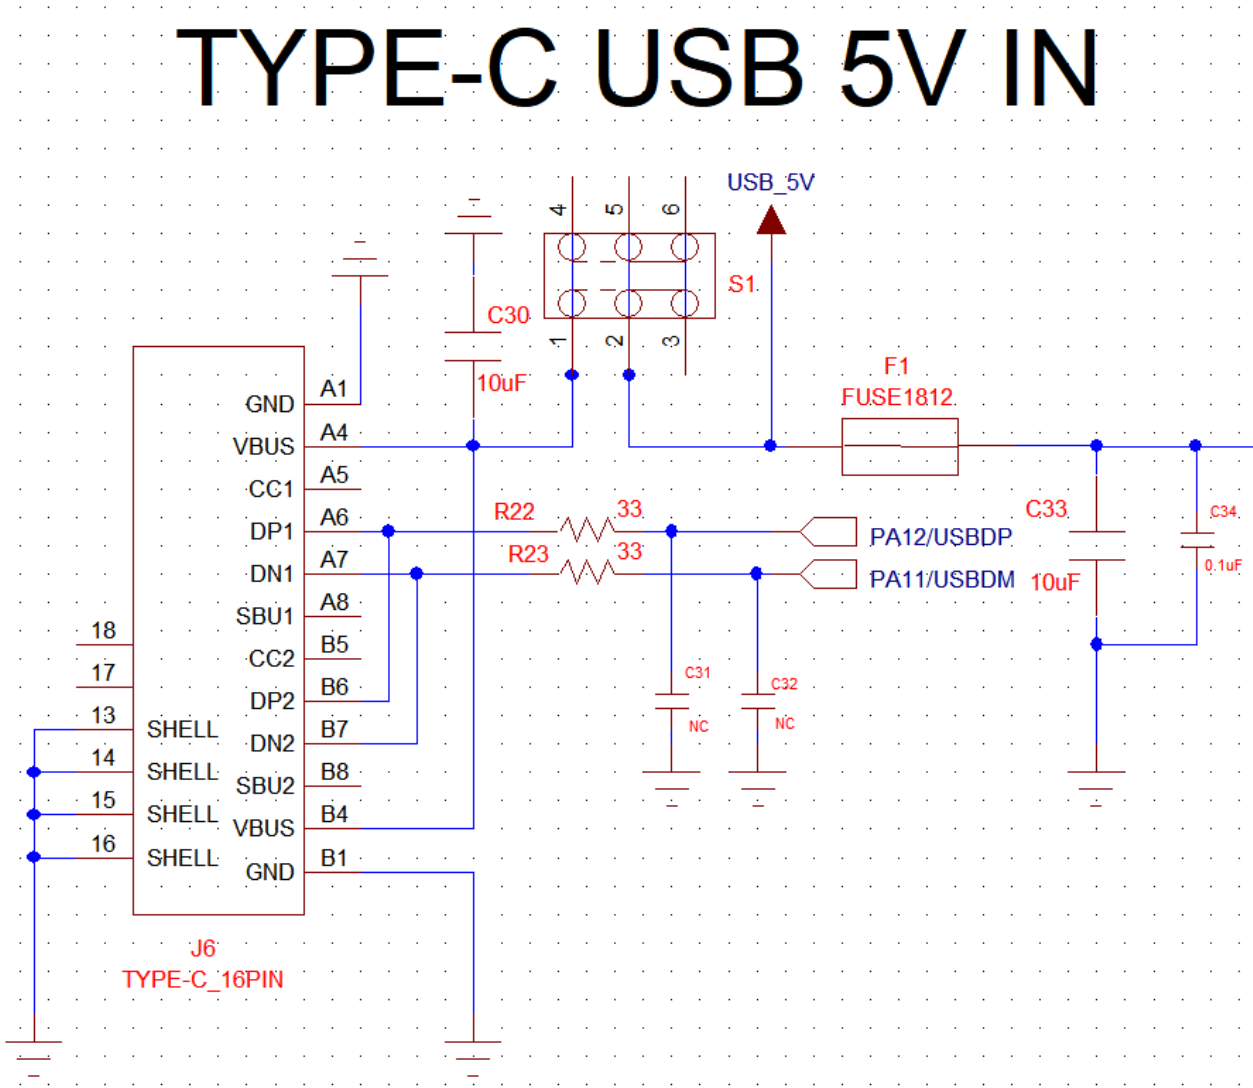 TYPE-C USB 5V IN
USB_5V
4 5 6
S1
C30
1 2 3
10uF
F1
FUSE1812
GND A1
VBUS A4
CC1 A5
DP1 A6
DN1 A7
SBU1 A8
CC2 B5
DP2 B6
DN2 B7
SBU2 B8
VBUS B4
GND B1
18
17
13 SHELL
14 SHELL
15 SHELL
16 SHELL
R22 33
R23 33
PA12/USBDP
PA11/USBDM
C33
10uF
C34
0.1uF
C31
NC
C32
NC
J6
TYPE-C_16PIN